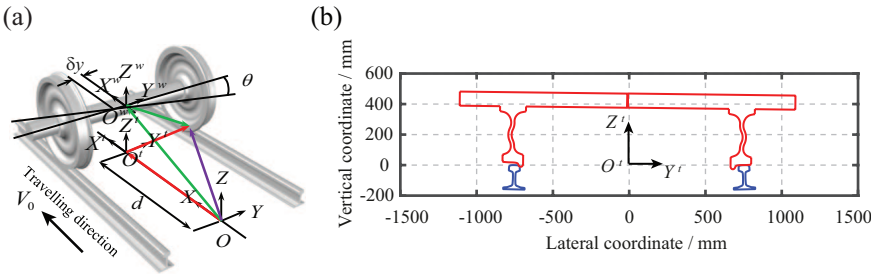 (a)
δy
X^w
Z^w
Y^w
θ
O^w
Z^t
X^t
Y^t
O^t
d
X
Z
Y
O
V_0
Travelling direction
(b)
Vertical coordinate / mm
600
400
200
0
-200
Z^t
O^t
Y^t
-1500 -1000 -500 0 500 1000 1500
Lateral coordinate / mm